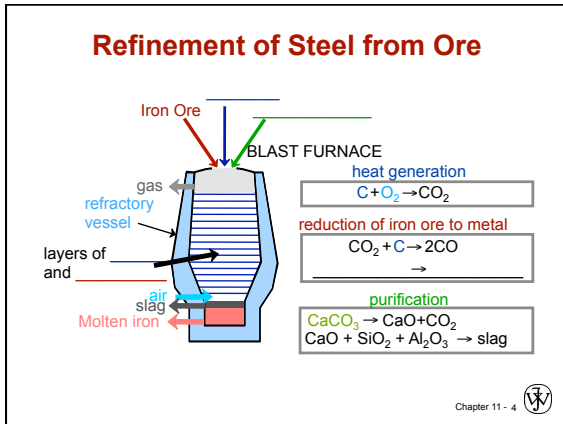 Refinement of Steel from Ore
Iron Ore
BLAST FURNACE
gas
refractory
vessel
layers of
and
air
slag
Molten iron
heat generation
C+O₂→CO₂
reduction of iron ore to metal
CO₂+C→2CO
→
purification
CaCO₃→CaO+CO₂
CaO + SiO₂ + Al₂O₃ → slag
Chapter 11 - 4